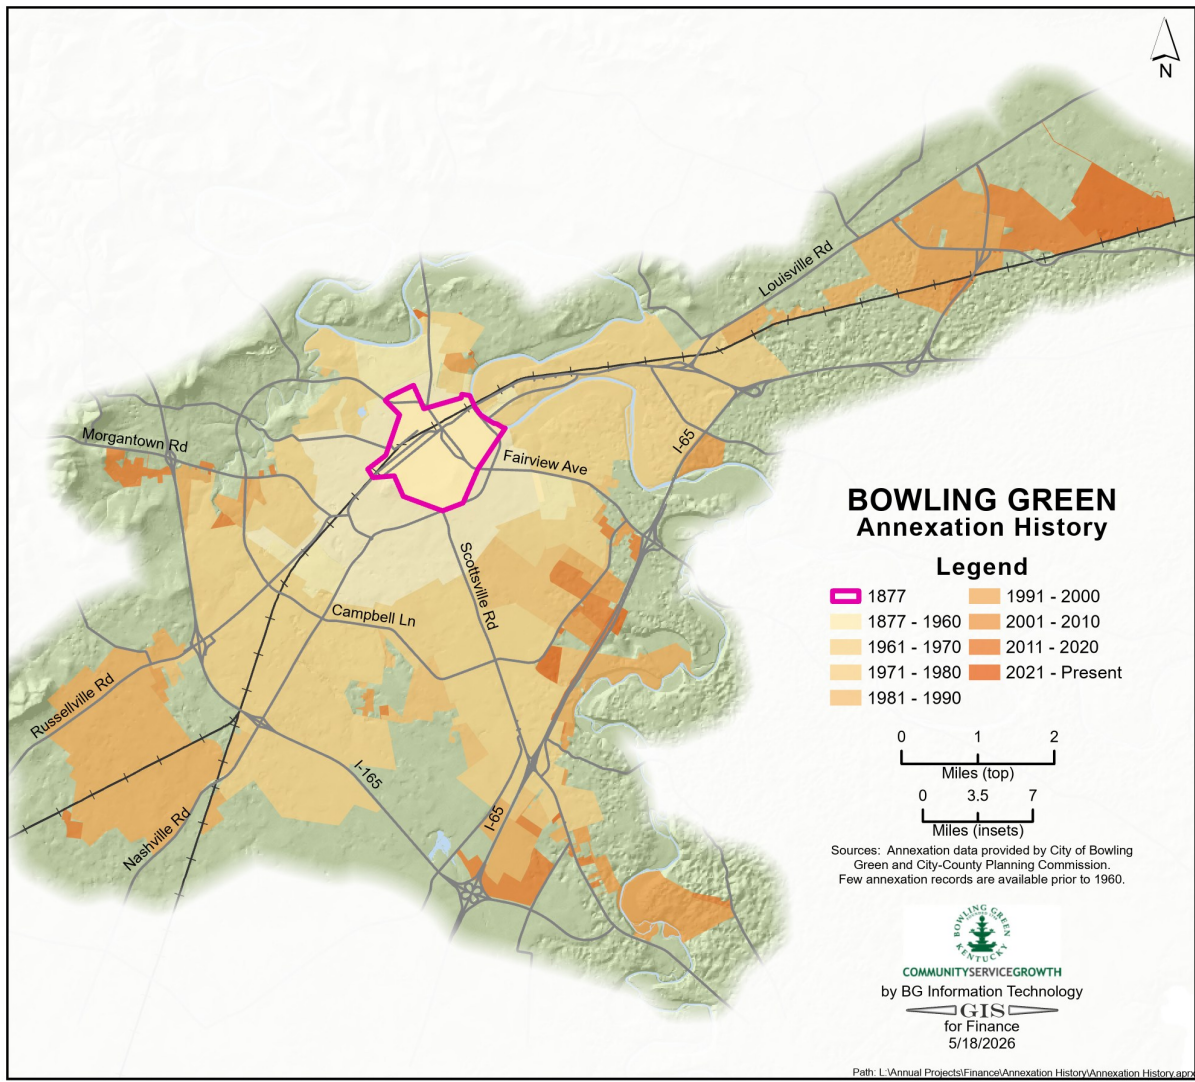 N
Louisville Rd
Morgantown Rd
I-65
Fairview Ave
Scottsville Rd
Campbell Ln
Russellville Rd
I-165
I-65
Nashville Rd
BOWLING GREEN
Annexation History
Legend
1877
1877 - 1960
1961 - 1970
1971 - 1980
1981 - 1990
1991 - 2000
2001 - 2010
2011 - 2020
2021 - Present
0 1 2
Miles (top)
0 3.5 7
Miles (insets)
Sources: Annexation data provided by City of Bowling
Green and City-County Planning Commission.
Few annexation records are available prior to 1960.
BOWLING GREEN
KENTUCKY
COMMUNITYSERVICEGROWTH
by BG Information Technology
GIS
for Finance
5/18/2026
Path: L:\Annual Projects\Finance\Annexation History\Annexation History.aprx